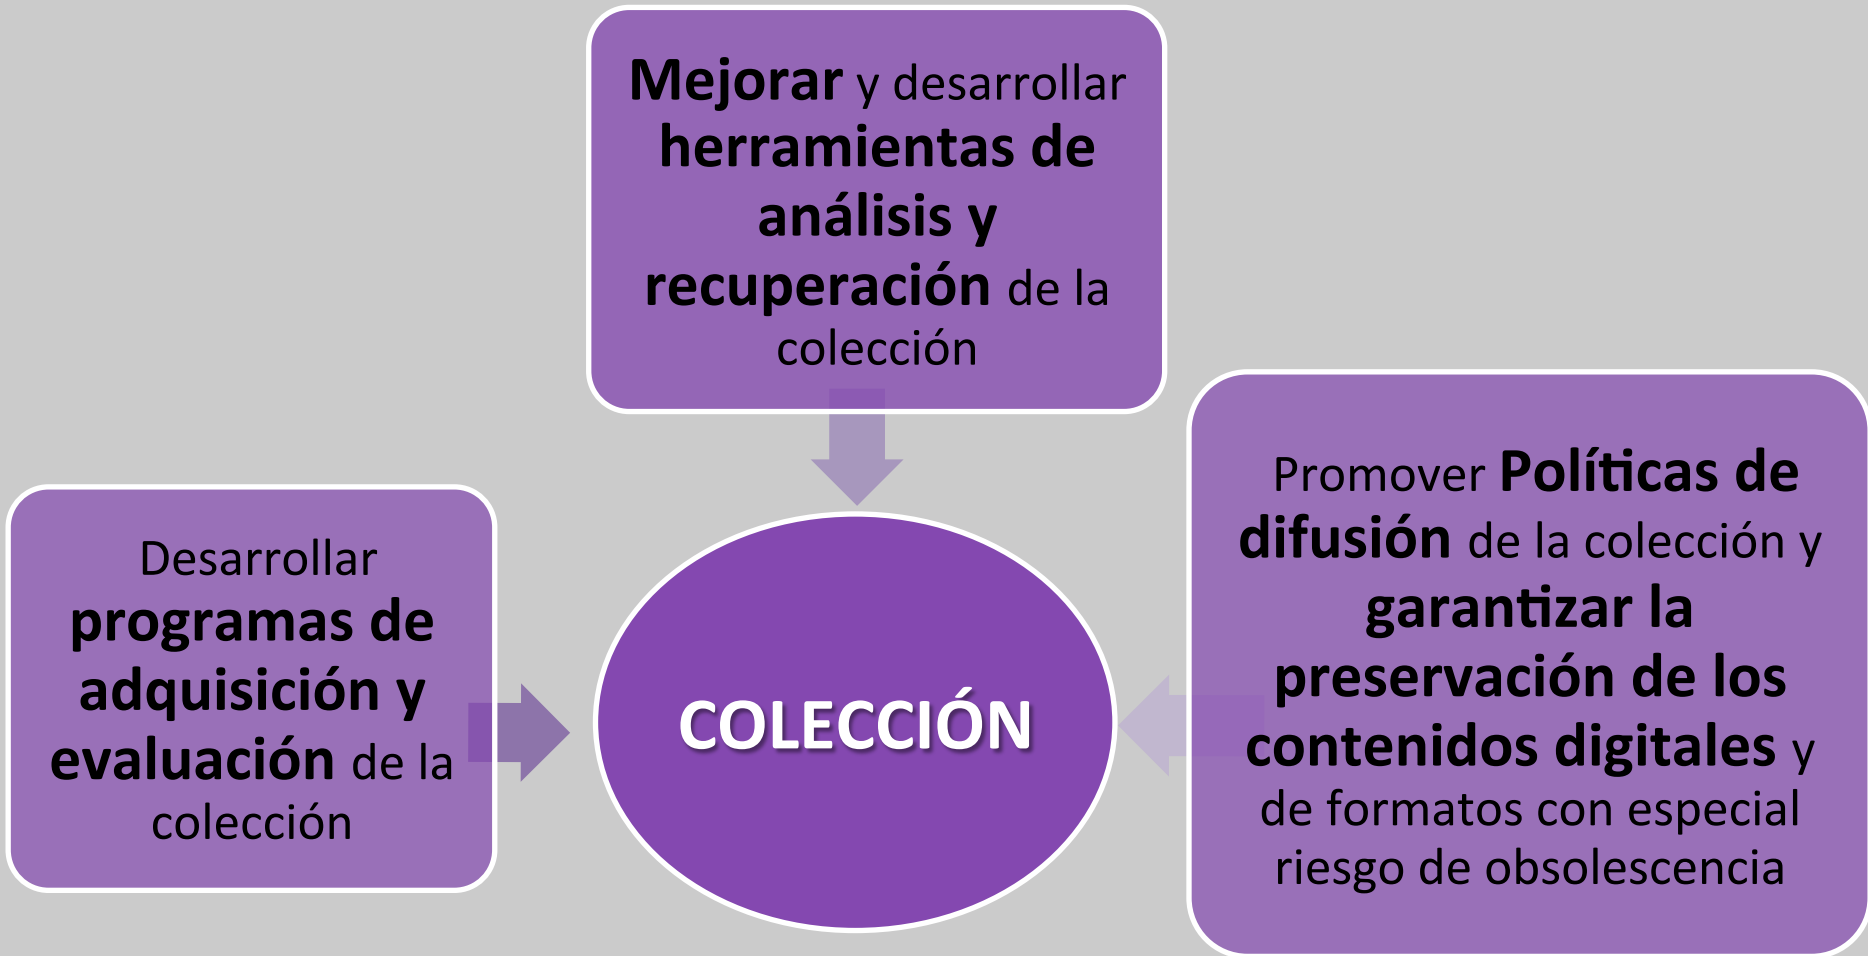 Mejorar y desarrollar
herramientas de
análisis y
recuperación de la
colección
Desarrollar
programas de
adquisición y
evaluación de la
colección
COLECCIÓN
Promover Políticas de
difusión de la colección y
garantizar la
preservación de los
contenidos digitales y
de formatos con especial
riesgo de obsolescencia